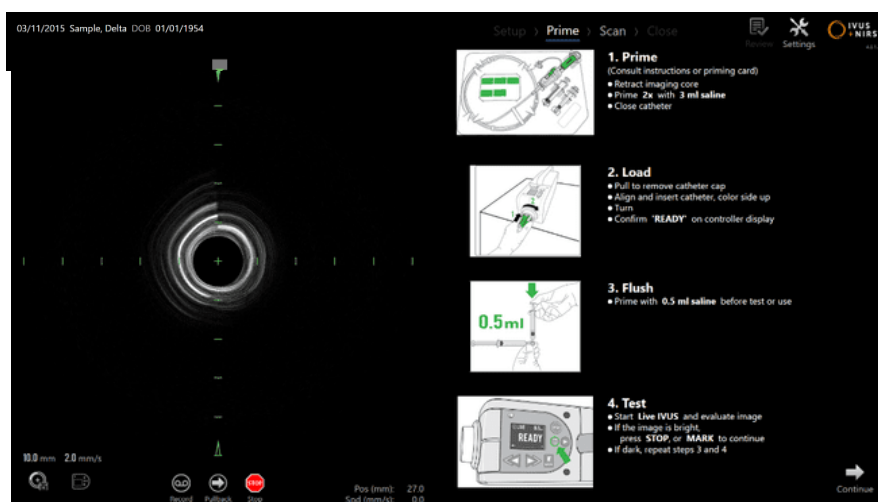 03/11/2015 Sample, Delta DOB 01/01/1954
Setup > Prime > Scan > Close
Review
Settings
IVUS
+NIRS
1. Prime
(Consult instructions or priming card)
• Retract imaging core
• Prime 2x with 3 ml saline
• Close catheter
2. Load
• Pull to remove catheter cap
• Align and insert catheter, color side up
• Turn
• Confirm "READY" on controller display
1
2
3. Flush
• Prime with 0.5 ml saline before test or use
0.5ml
4. Test
• Start Live IVUS and evaluate image
• If the image is bright,
press STOP, or MARK to continue
• If dark, repeat steps 3 and 4
READY
10.0 mm 2.0 mm/s
STOP
Record
Pullback
Stop
Pos (mm): 27.0
Spd (mm/s): 0.0
Continue